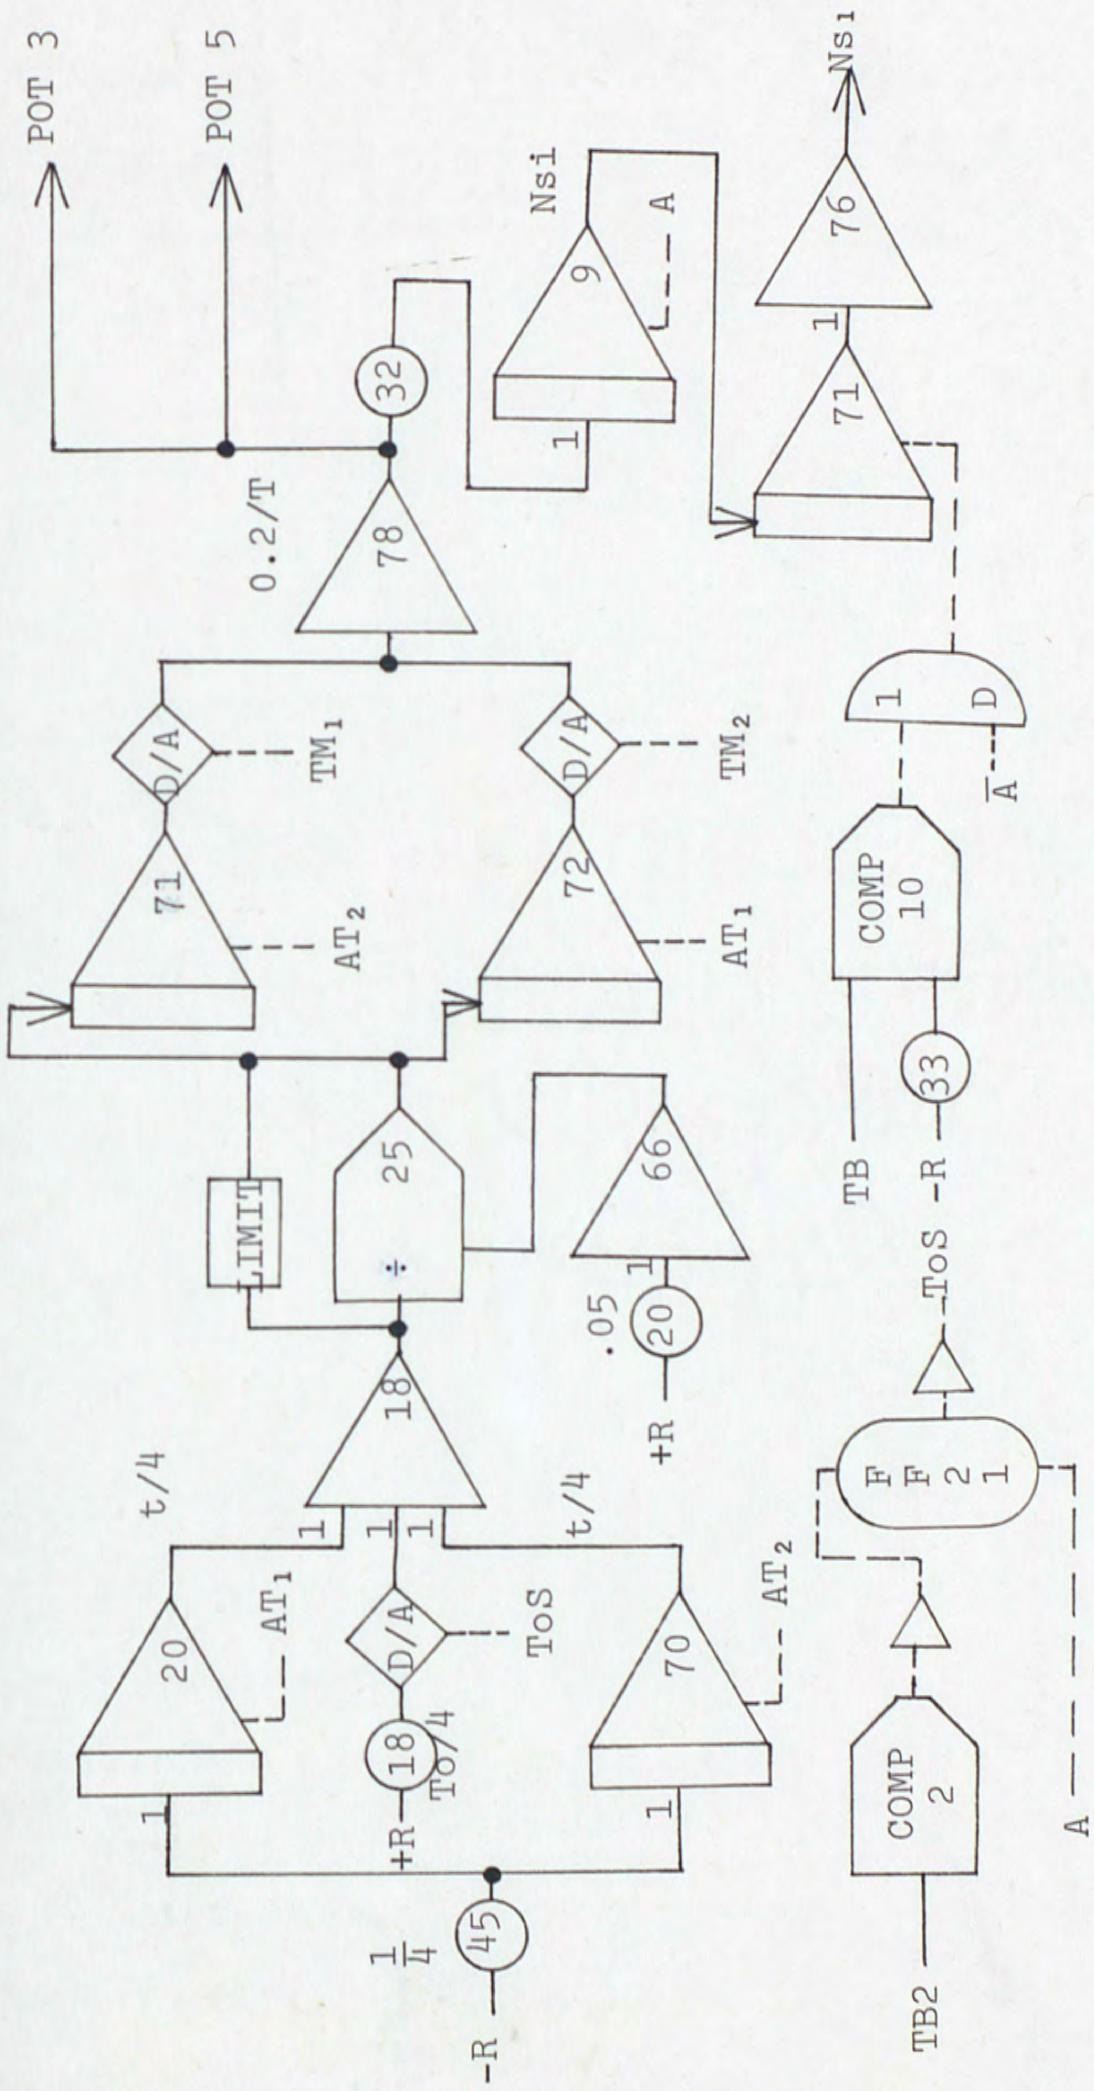 POT 3
POT 5
t/4
0.2/T
20
1
AT₁
LIMIT
71
AT₂
D/A
TM₁
1/4
-R
45
+R
18
To/4
D/A
ToS
1
1
1
18
÷
25
78
32
Nsi
t/4
1
70
AT₂
+R
.05
20
1
66
72
AT₁
D/A
TM₂
1
9
A
TB2
COMP
2
A
F
F
2
1
ToS
TB
-R
33
COMP
10
A̅
1
D
71
1
76
Ns₁